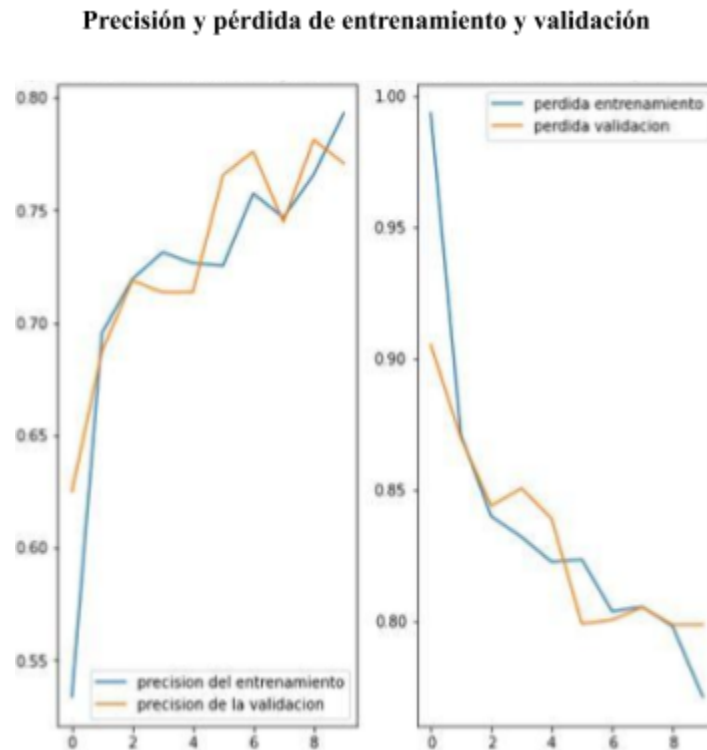 Precisión y pérdida de entrenamiento y validación
0.80
0.75
0.70
0.65
0.60
0.55
precision del entrenamiento
precision de la validacion
0 2 4 6 8
1.00
0.95
0.90
0.85
0.80
perdida entrenamiento
perdida validacion
0 2 4 6 8